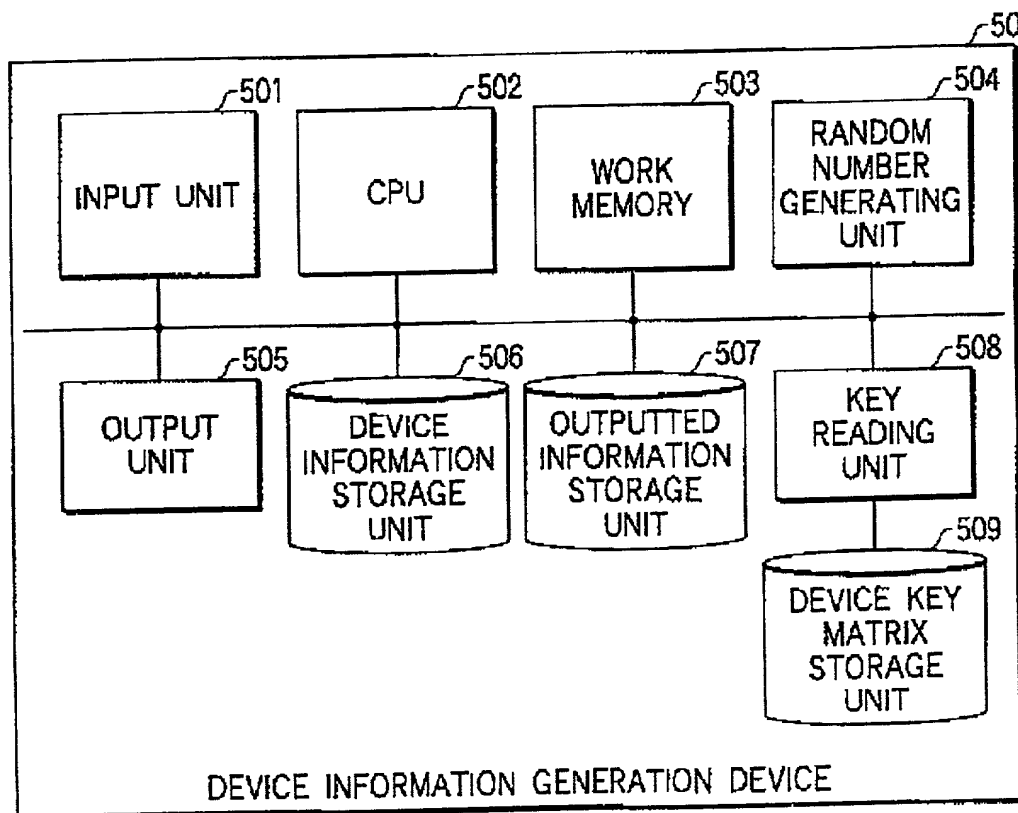 50
501
502
503
504
INPUT UNIT
CPU
WORK
MEMORY
RANDOM
NUMBER
GENERATING
UNIT
505
506
507
508
OUTPUT
UNIT
DEVICE
INFORMATION
STORAGE
UNIT
OUTPUTTED
INFORMATION
STORAGE
UNIT
KEY
READING
UNIT
509
DEVICE KEY
MATRIX
STORAGE
UNIT
DEVICE INFORMATION GENERATION DEVICE